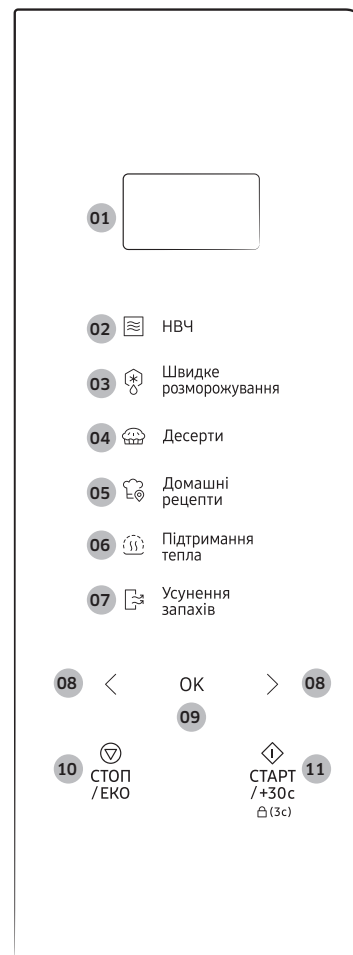 01
02 НВЧ
03 Швидке
розморожування
04 Десерти
05 Домашні
рецепти
06 Підтримання
тепла
07 Усунення
запахів
08 < OK > 08
09
10 СТОП
/ЕКО
СТАРТ 11
/+30с
(3с)